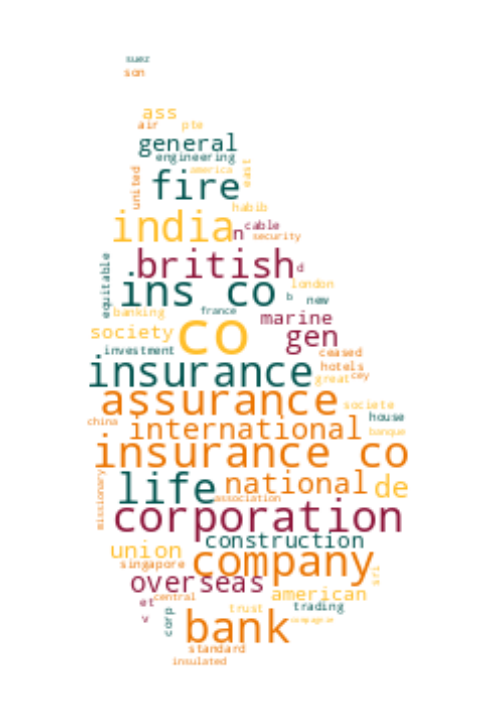 suez
son
ass
air pte
general
engineering
america
east
united
fire
habib
india
n cable
security
british d
equitable
ins co london
b new
banking france
marine
society co gen
investment ceased
insurance hotels
great cey
assurance societe
house
china international banque
insurance co
missionary
life national de
association
corporation
construction
union company
singapore
sri
overseas
central american
et trust trading
v corp compagnie
bank
standard
insulated